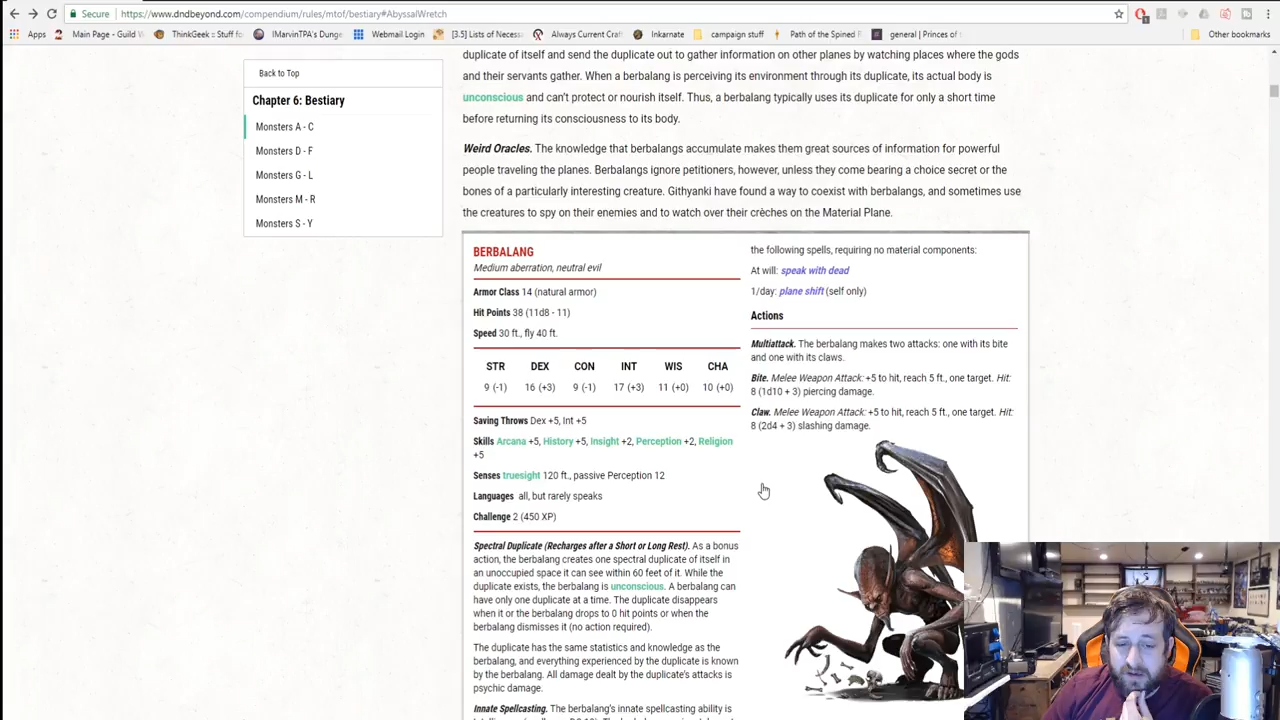 Secure | https://www.dndbeyond.com/compendium/rules/mtof/bestiary#AbyssalWretch
Apps Main Page - Guild W ThinkGeek :: Stuff fo IMarvinTPA's Dunge Webmail Login [3.5] Lists of Necess Always Current Craf Inkarnate campaign stuff Path of the Spined R general | Princes of t Other bookmarks
Back to Top
Chapter 6: Bestiary
Monsters A - C
Monsters D - F
Monsters G - L
Monsters M - R
Monsters S - Y
duplicate of itself and send the duplicate out to gather information on other planes by watching places where the gods
and their servants gather. When a berbalang is perceiving its environment through its duplicate, its actual body is
unconscious and can't protect or nourish itself. Thus, a berbalang typically uses its duplicate for only a short time
before returning its consciousness to its body.
Weird Oracles. The knowledge that berbalangs accumulate makes them great sources of information for powerful
people traveling the planes. Berbalangs ignore petitioners, however, unless they come bearing a choice secret or the
bones of a particularly interesting creature. Githyanki have found a way to coexist with berbalangs, and sometimes use
the creatures to spy on their enemies and to watch over their crèches on the Material Plane.
BERBALANG
Medium aberration, neutral evil
Armor Class 14 (natural armor)
Hit Points 38 (11d8 - 11)
Speed 30 ft., fly 40 ft.
STR DEX CON INT WIS CHA
9 (-1) 16 (+3) 9 (-1) 17 (+3) 11 (+0) 10 (+0)
Saving Throws Dex +5, Int +5
Skills Arcana +5, History +5, Insight +2, Perception +2, Religion
+5
Senses truesight 120 ft., passive Perception 12
Languages all, but rarely speaks
Challenge 2 (450 XP)
Spectral Duplicate (Recharges after a Short or Long Rest). As a bonus
action, the berbalang creates one spectral duplicate of itself in
an unoccupied space it can see within 60 feet of it. While the
duplicate exists, the berbalang is unconscious. A berbalang can
have only one duplicate at a time. The duplicate disappears
when it or the berbalang drops to 0 hit points or when the
berbalang dismisses it (no action required).
The duplicate has the same statistics and knowledge as the
berbalang, and everything experienced by the duplicate is known
by the berbalang. All damage dealt by the duplicate's attacks is
psychic damage.
Innate Spellcasting. The berbalang's innate spellcasting ability is
the following spells, requiring no material components:
At will: speak with dead
1/day: plane shift (self only)
Actions
Multiattack. The berbalang makes two attacks: one with its bite
and one with its claws.
Bite. Melee Weapon Attack: +5 to hit, reach 5 ft., one target. Hit:
8 (1d10 + 3) piercing damage.
Claw. Melee Weapon Attack: +5 to hit, reach 5 ft., one target. Hit:
8 (2d4 + 3) slashing damage.